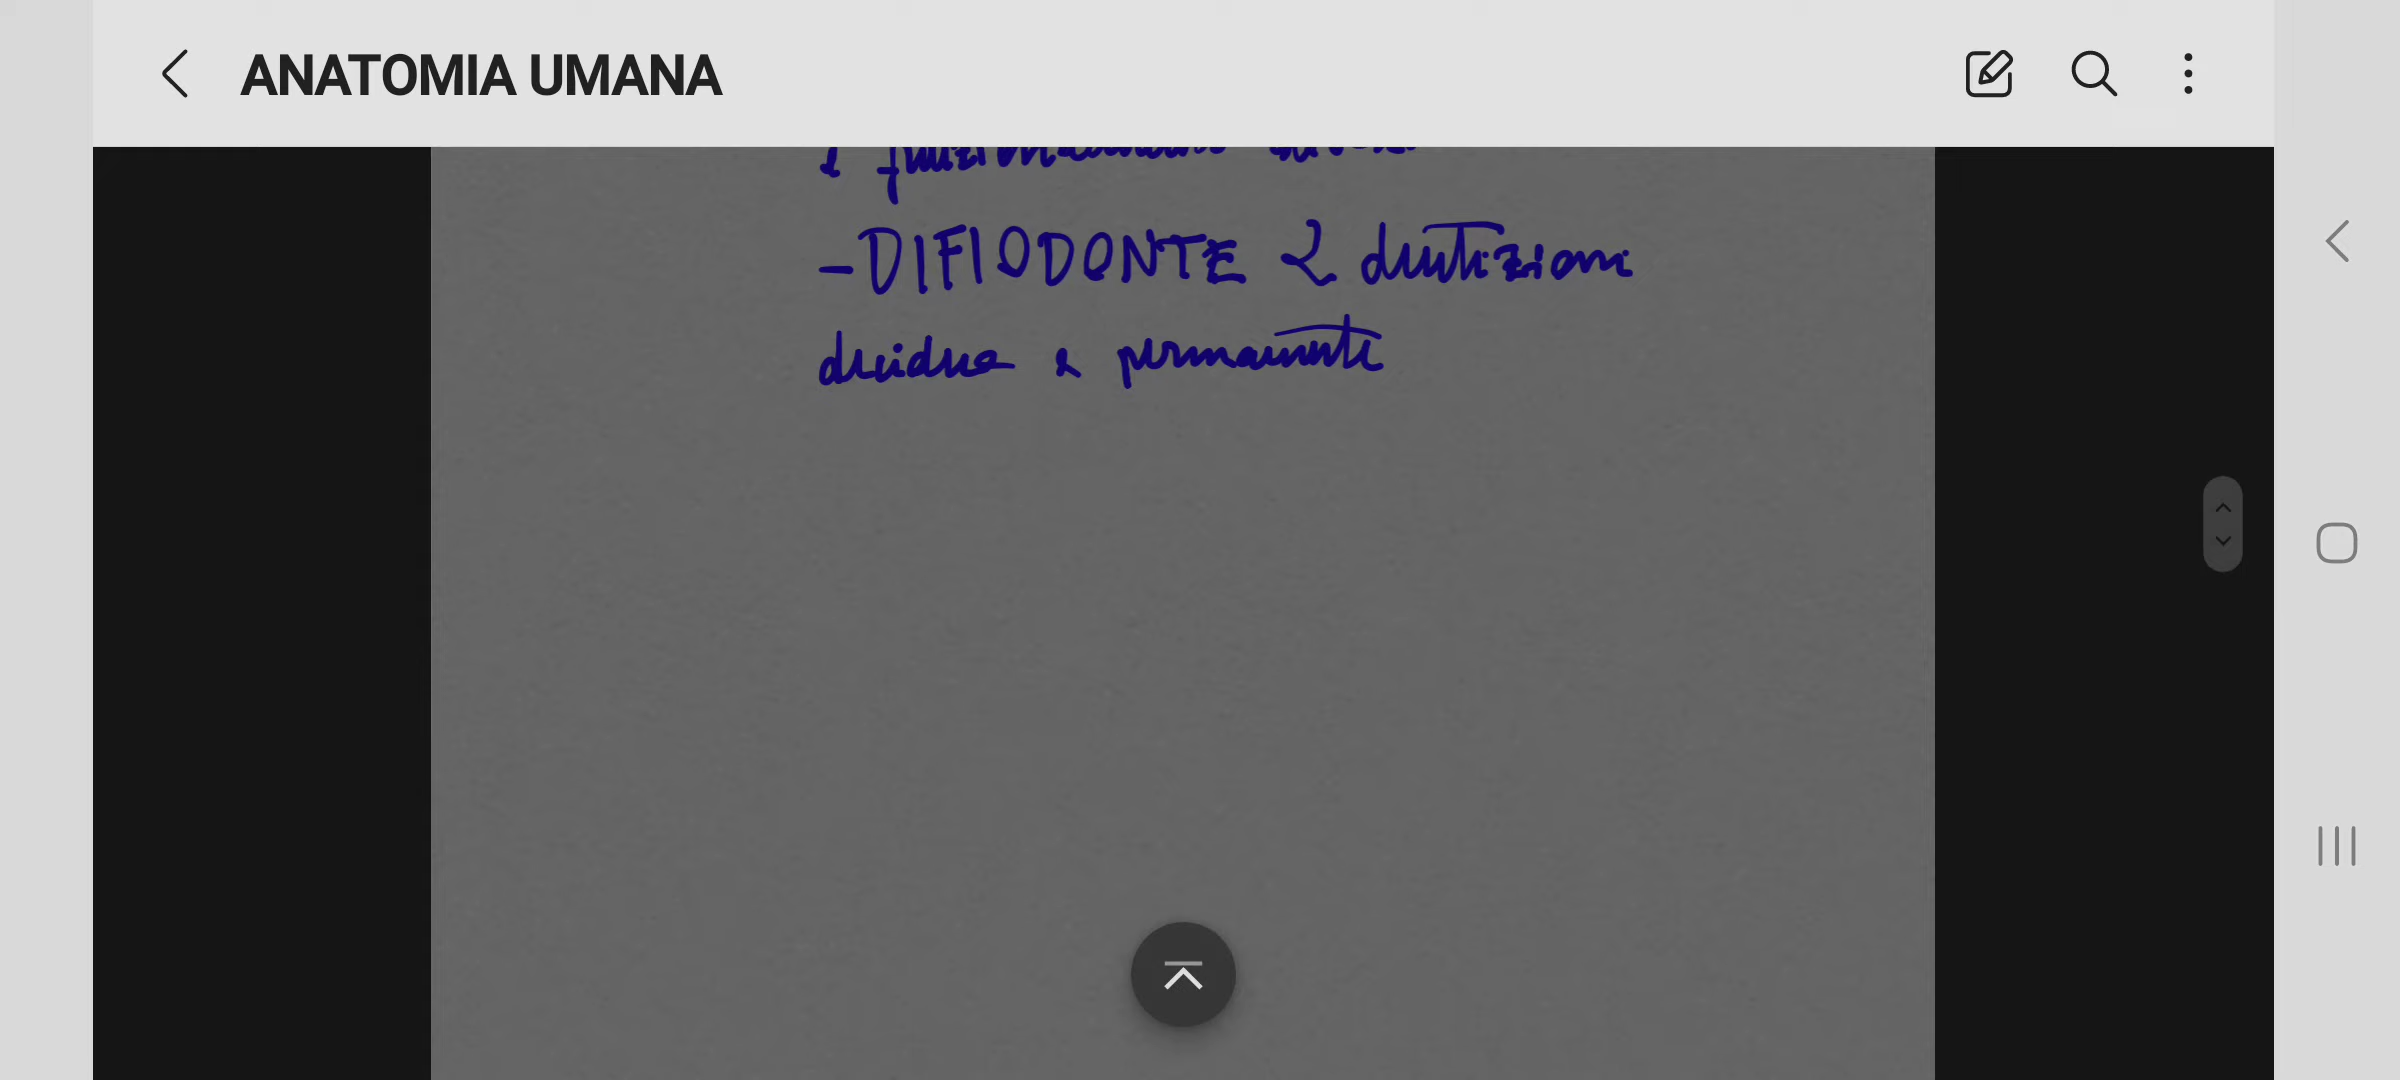 ANATOMIA UMANA
e
-DIFIODONTE 2 dentizioni
decidua e permanente